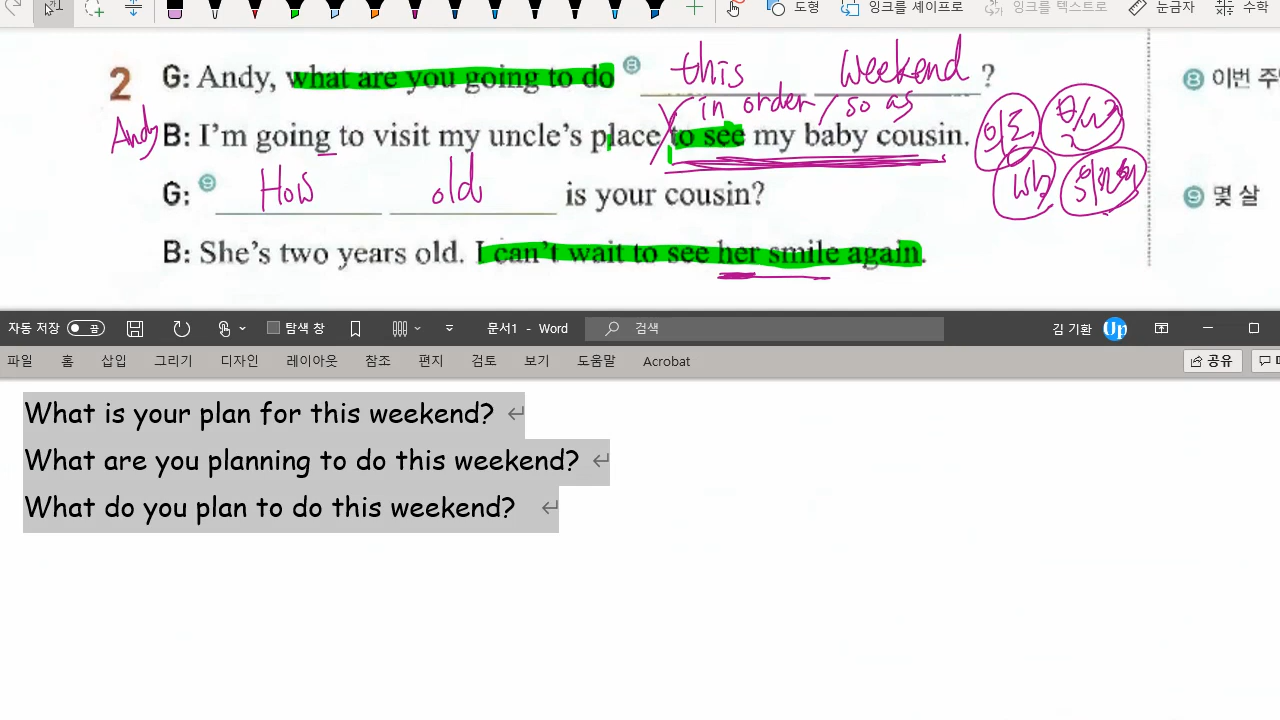 도형 잉크를 셰이프로 잉크를 텍스트로 눈금자 수학
2 G: Andy, what are you going to do ⑧ this weekend ?
⑧ 이번 주
in order / so as
Andy B: I'm going to visit my uncle's place to see my baby cousin.
의도
G: ⑨ How old is your cousin?
⑨ 몇 살
B: She's two years old. I can't wait to see her smile again.
자동 저장 끔 탐색 창 문서1 - Word 검색 김 기환 Up
파일 홈 삽입 그리기 디자인 레이아웃 참조 편지 검토 보기 도움말 Acrobat 공유
What is your plan for this weekend?
What are you planning to do this weekend?
What do you plan to do this weekend?